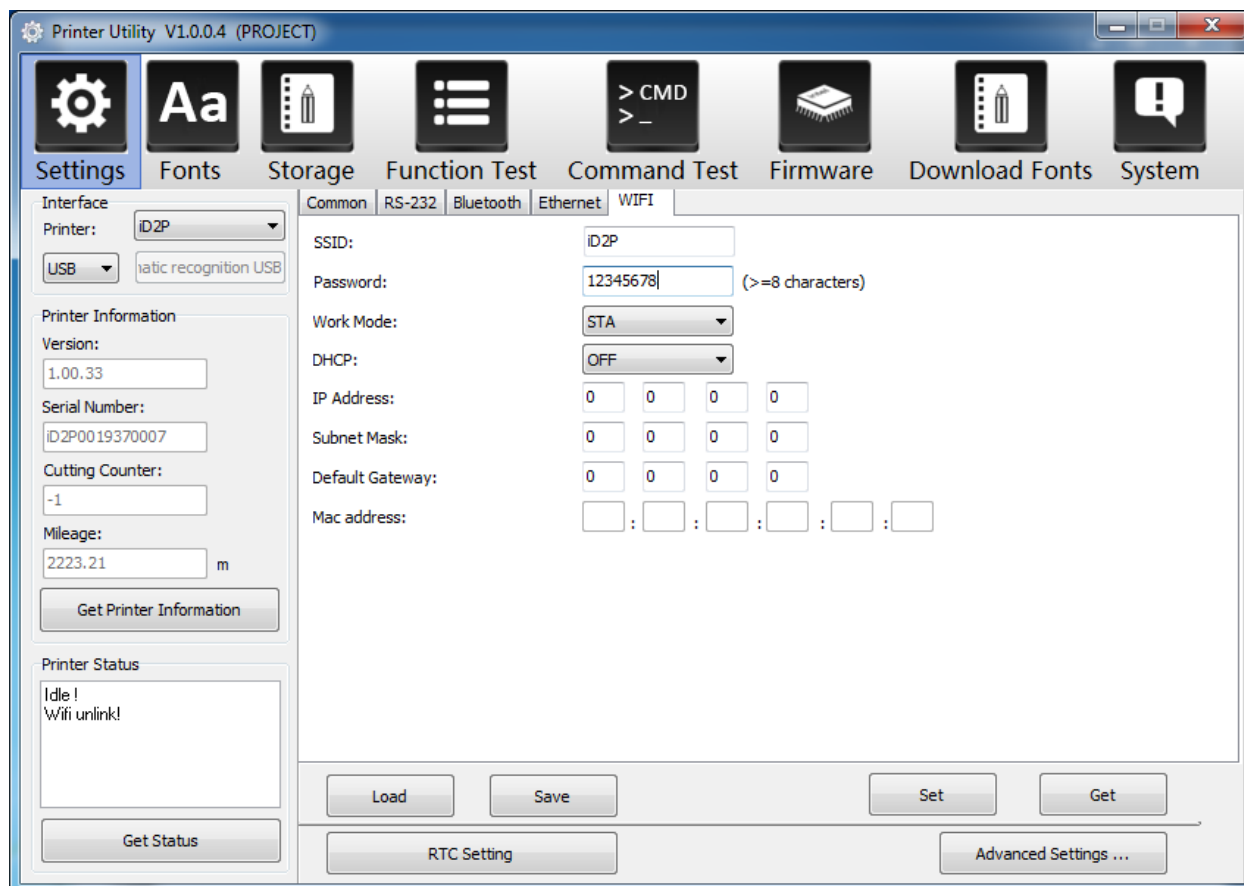 Printer Utility V1.0.0.4 (PROJECT)
Aa
> CMD
>_
Settings Fonts Storage Function Test Command Test Firmware Download Fonts System
Interface
Printer: iD2P
USB natic recognition USB
Printer Information
Version:
1.00.33
Serial Number:
iD2P0019370007
Cutting Counter:
-1
Mileage:
2223.21 m
Get Printer Information
Printer Status
Idle !
Wifi unlink!
Get Status
Common RS-232 Bluetooth Ethernet WIFI
SSID: iD2P
Password: 12345678 (>=8 characters)
Work Mode: STA
DHCP: OFF
IP Address: 0 0 0 0
Subnet Mask: 0 0 0 0
Default Gateway: 0 0 0 0
Mac address: : : : : :
Load Save Set Get
RTC Setting Advanced Settings ...